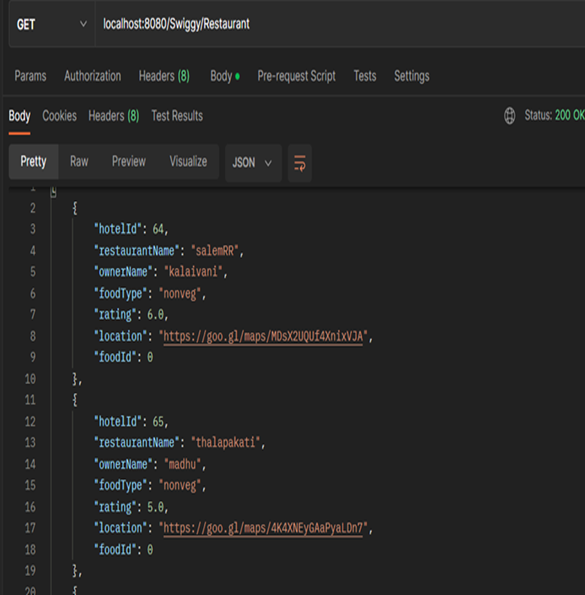 GET localhost:8080/Swiggy/Restaurant
Params Authorization Headers (8) Body Pre-request Script Tests Settings
Body Cookies Headers (8) Test Results Status: 200 OK
Pretty Raw Preview Visualize JSON
1 [
2 {
3 "hotelId": 64,
4 "restaurantName": "salemRR",
5 "ownerName": "kalaivani",
6 "foodType": "nonveg",
7 "rating": 6.0,
8 "location": "https://goo.gl/maps/MDsX2UQUf4XnixVJA",
9 "foodId": 0
10 },
11 {
12 "hotelId": 65,
13 "restaurantName": "thalapakati",
14 "ownerName": "madhu",
15 "foodType": "nonveg",
16 "rating": 5.0,
17 "location": "https://goo.gl/maps/4K4XNEyGAaPyaLDn7",
18 "foodId": 0
19 },
20 {